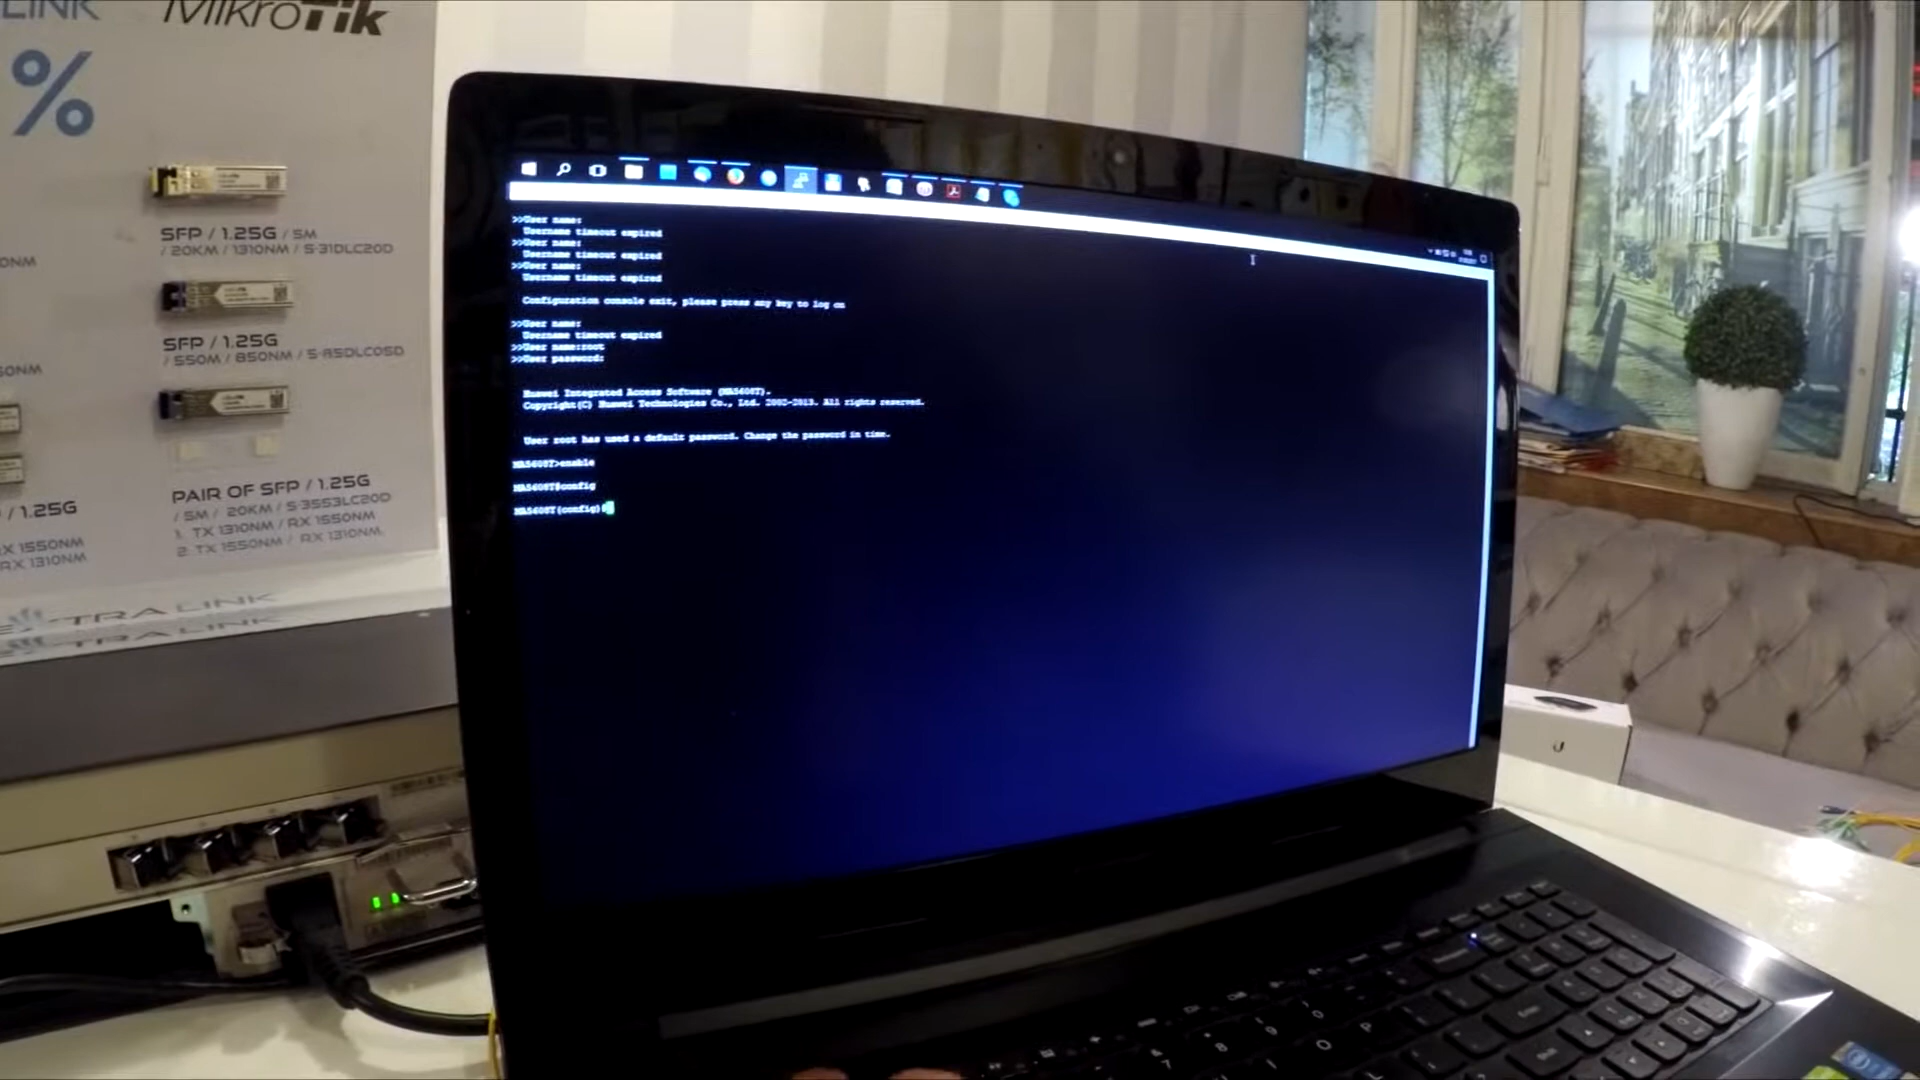 LINK
MikroTik
%
SFP / 1.25G / SM
/ 20KM / 1310NM / S-31DLC20D
SFP / 1.25G
/ 550M / 850NM / S-85DLC05D
PAIR OF SFP / 1.25G
/ SM / 20KM / S-3553LC20D
1. TX 1310NM / RX 1550NM
2. TX 1550NM / RX 1310NM
/ 1.25G
RX 1550NM
RX 1310NM
>>User name:
Username timeout expired
>>User name:
Username timeout expired
>>User name:
Username timeout expired
Configuration console exit, please press any key to log on
>>User name:
Username timeout expired
>>User name:root
>>User password:
Huawei Integrated Access Software (MA5608T).
Copyright(C) Huawei Technologies Co., Ltd. 2002-2013. All rights reserved.
User root has used a default password. Change the password in time.
MA5608T>enable
MA5608T#config
MA5608T(config)#